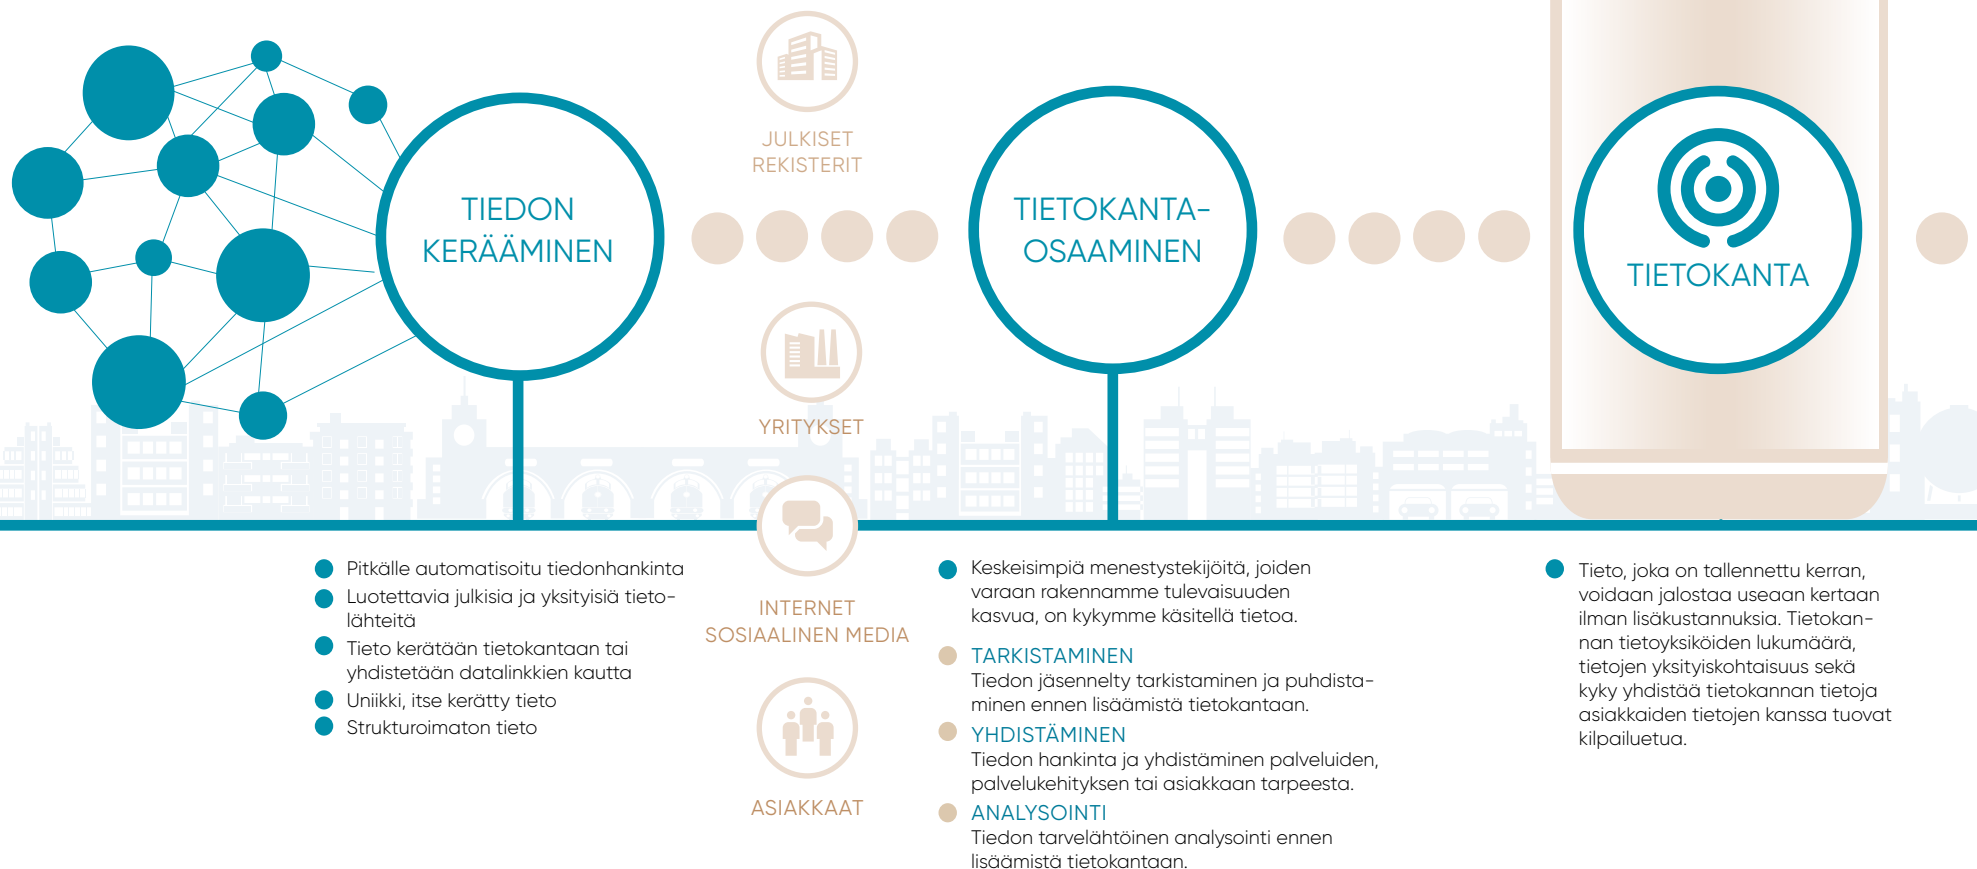 TIEDON
KERÄÄMINEN
Pitkälle automatisoitu tiedonhankinta
Luotettavia julkisia ja yksityisiä tieto-
lähteitä
Tieto kerätään tietokantaan tai
yhdistetään datalinkkien kautta
Uniikki, itse kerätty tieto
Strukturoimaton tieto
JULKISET
REKISTERIT
YRITYKSET
INTERNET
SOSIAALINEN MEDIA
ASIAKKAAT
TIETOKANTA-
OSAAMINEN
Keskeisimpiä menestystekijöitä, joiden
varaan rakennamme tulevaisuuden
kasvua, on kykymme käsitellä tietoa.
TARKISTAMINEN
Tiedon jäsennelty tarkistaminen ja puhdista-
minen ennen lisäämistä tietokantaan.
YHDISTÄMINEN
Tiedon hankinta ja yhdistäminen palveluiden,
palvelukehityksen tai asiakkaan tarpeesta.
ANALYSOINTI
Tiedon tarvelähtöinen analysointi ennen
lisäämistä tietokantaan.
TIETOKANTA
Tieto, joka on tallennettu kerran,
voidaan jalostaa useaan kertaan
ilman lisäkustannuksia. Tietokan-
nan tietoyksiköiden lukumäärä,
tietojen yksityiskohtaisuus sekä
kyky yhdistää tietokannan tietoja
asiakkaiden tietojen kanssa tuovat
kilpailuetua.